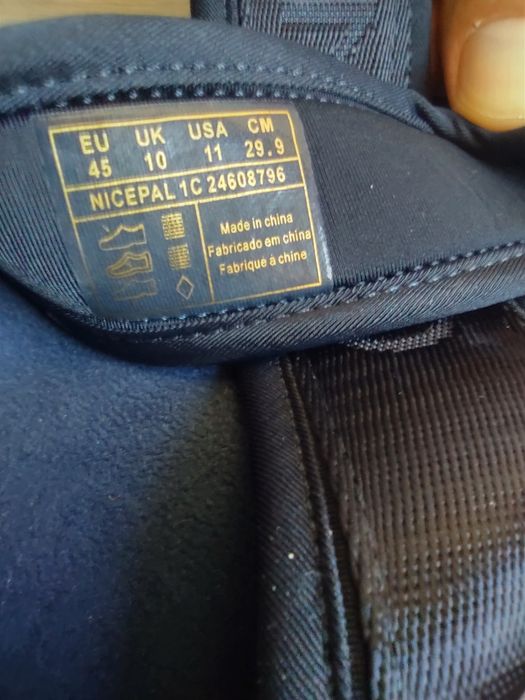 EU UK USA CM
45 10 11 29.9
NICEPAL 1C 24608796
Made in china
Fabricado em china
Fabriqué à chine